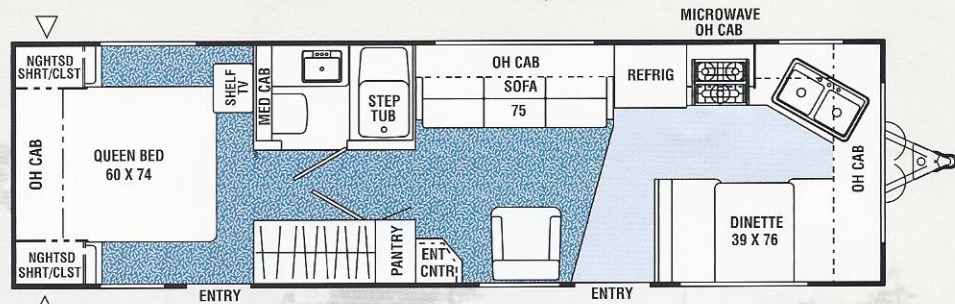 MICROWAVE
OH CAB
NGHTSD
SHRT/CLST
SHELF
TV
MED CAB
STEP
TUB
OH CAB
SOFA
75
REFRIG
OH CAB
QUEEN BED
60 X 74
OH CAB
DINETTE
39 X 76
NGHTSD
SHRT/CLST
PANTRY
ENT
CNTR
ENTRY
ENTRY